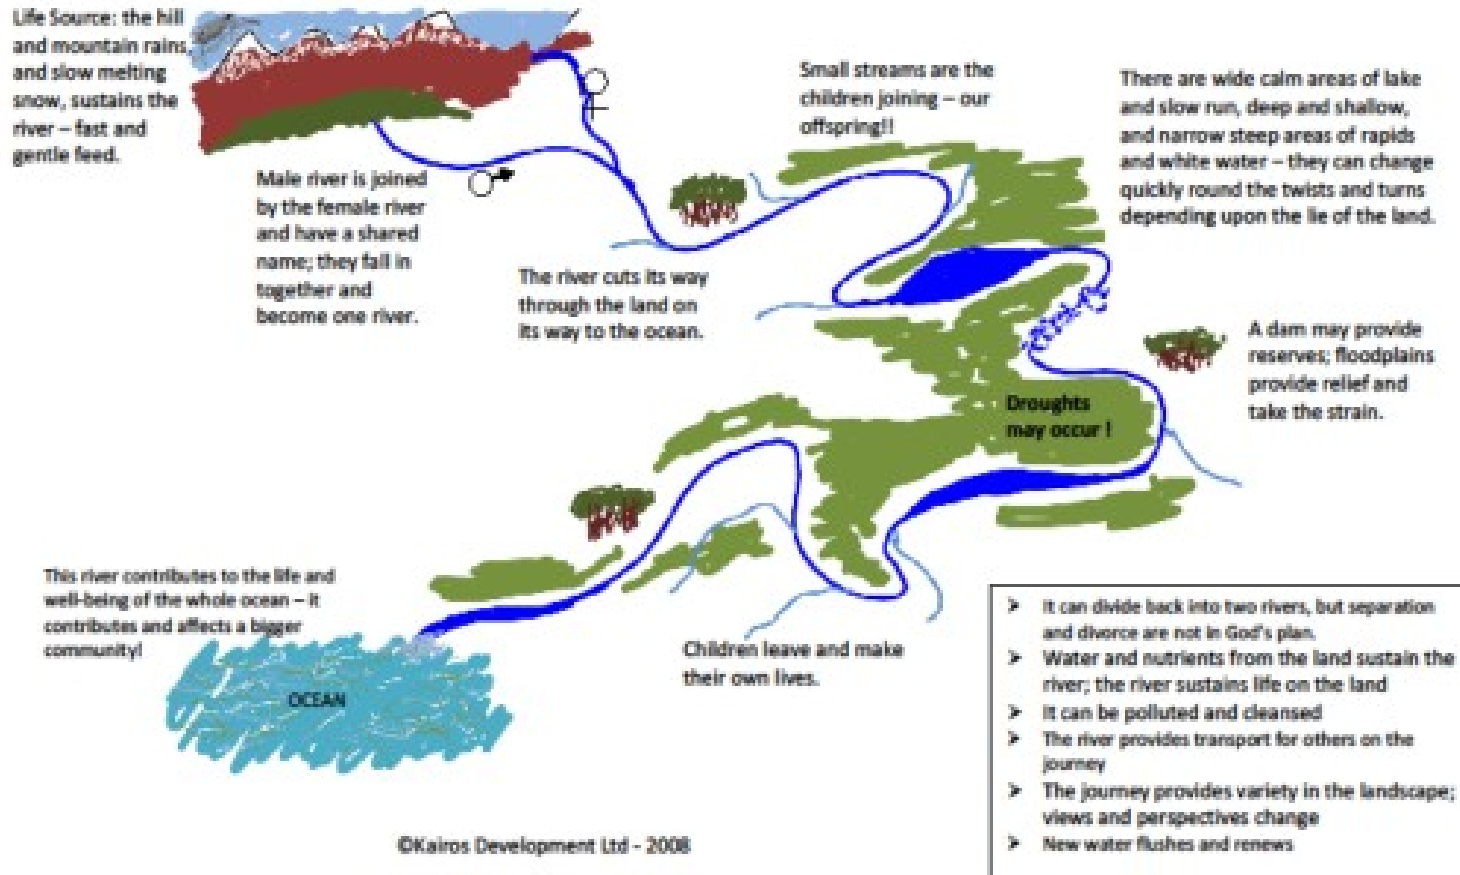 Life Source: the hill
and mountain rains,
and slow melting
snow, sustains the
river – fast and
gentle feed.
Male river is joined
by the female river
and have a shared
name; they fall in
together and
become one river.
The river cuts its way
through the land on
its way to the ocean.
Small streams are the
children joining – our
offspring!!
There are wide calm areas of lake
and slow run, deep and shallow,
and narrow steep areas of rapids
and white water – they can change
quickly round the twists and turns
depending upon the lie of the land.
A dam may provide
reserves; floodplains
provide relief and
take the strain.
Droughts
may occur !
This river contributes to the life and
well-being of the whole ocean – it
contributes and affects a bigger
community!
OCEAN
Children leave and make
their own lives.
➤ It can divide back into two rivers, but separation
and divorce are not in God's plan.
➤ Water and nutrients from the land sustain the
river; the river sustains life on the land
➤ It can be polluted and cleansed
➤ The river provides transport for others on the
journey
➤ The journey provides variety in the landscape;
views and perspectives change
➤ New water flushes and renews
©Kairos Development Ltd - 2008